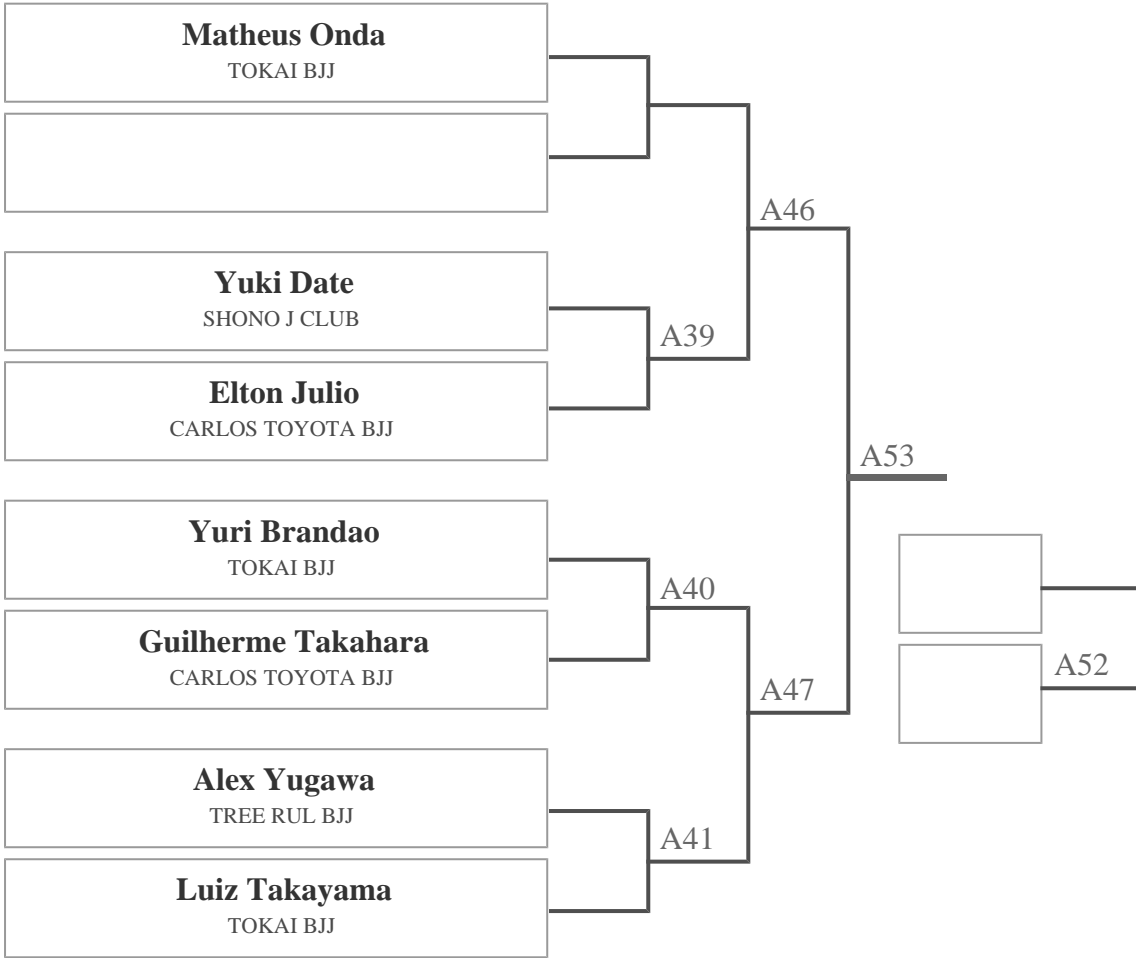 Matheus Onda
TOKAI BJJ
A46
Yuki Date
SHONO J CLUB
A39
Elton Julio
CARLOS TOYOTA BJJ
A53
Yuri Brandao
TOKAI BJJ
A40
Guilherme Takahara
CARLOS TOYOTA BJJ
A52
A47
Alex Yugawa
TREE RUL BJJ
A41
Luiz Takayama
TOKAI BJJ